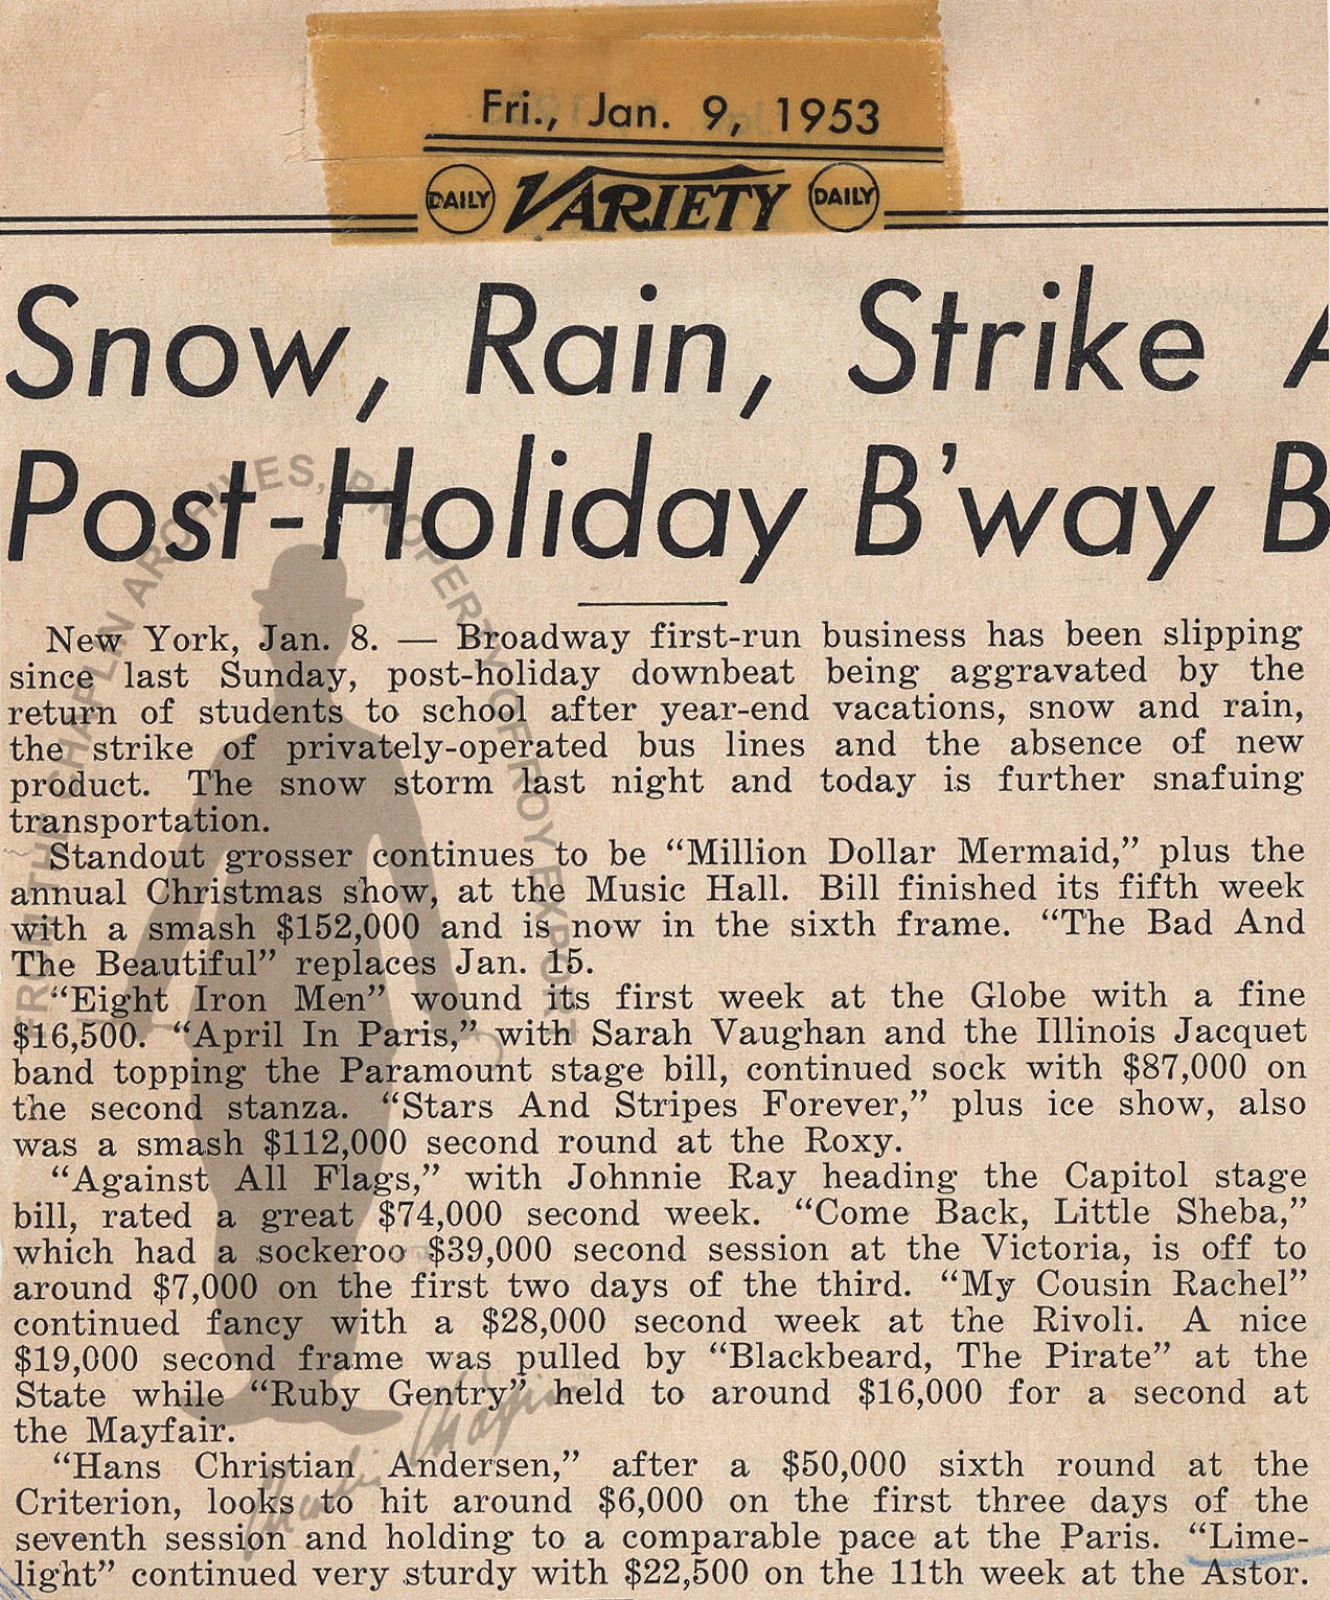 Fri., Jan. 9, 1953
DAILY VARIETY DAILY
Snow, Rain, Strike A
Post-Holiday B'way B
New York, Jan. 8. — Broadway first-run business has been slipping
since last Sunday, post-holiday downbeat being aggravated by the
return of students to school after year-end vacations, snow and rain,
the strike of privately-operated bus lines and the absence of new
product. The snow storm last night and today is further snafuing
transportation.
Standout grosser continues to be “Million Dollar Mermaid,” plus the
annual Christmas show, at the Music Hall. Bill finished its fifth week
with a smash $152,000 and is now in the sixth frame. “The Bad And
The Beautiful” replaces Jan. 15.
“Eight Iron Men” wound its first week at the Globe with a fine
$16,500. “April In Paris,” with Sarah Vaughan and the Illinois Jacquet
band topping the Paramount stage bill, continued sock with $87,000 on
the second stanza. “Stars And Stripes Forever,” plus ice show, also
was a smash $112,000 second round at the Roxy.
“Against All Flags,” with Johnnie Ray heading the Capitol stage
bill, rated a great $74,000 second week. “Come Back, Little Sheba,”
which had a sockeroo $39,000 second session at the Victoria, is off to
around $7,000 on the first two days of the third. “My Cousin Rachel”
continued fancy with a $28,000 second week at the Rivoli. A nice
$19,000 second frame was pulled by “Blackbeard, The Pirate” at the
State while “Ruby Gentry” held to around $16,000 for a second at
the Mayfair.
“Hans Christian Andersen,” after a $50,000 sixth round at the
Criterion, looks to hit around $6,000 on the first three days of the
seventh session and holding to a comparable pace at the Paris. “Lime-
light” continued very sturdy with $22,500 on the 11th week at the Astor.
FROM THE CHAPLIN ARCHIVES, PROPERTY OF ROY EXPORT
Charlie Chaplin